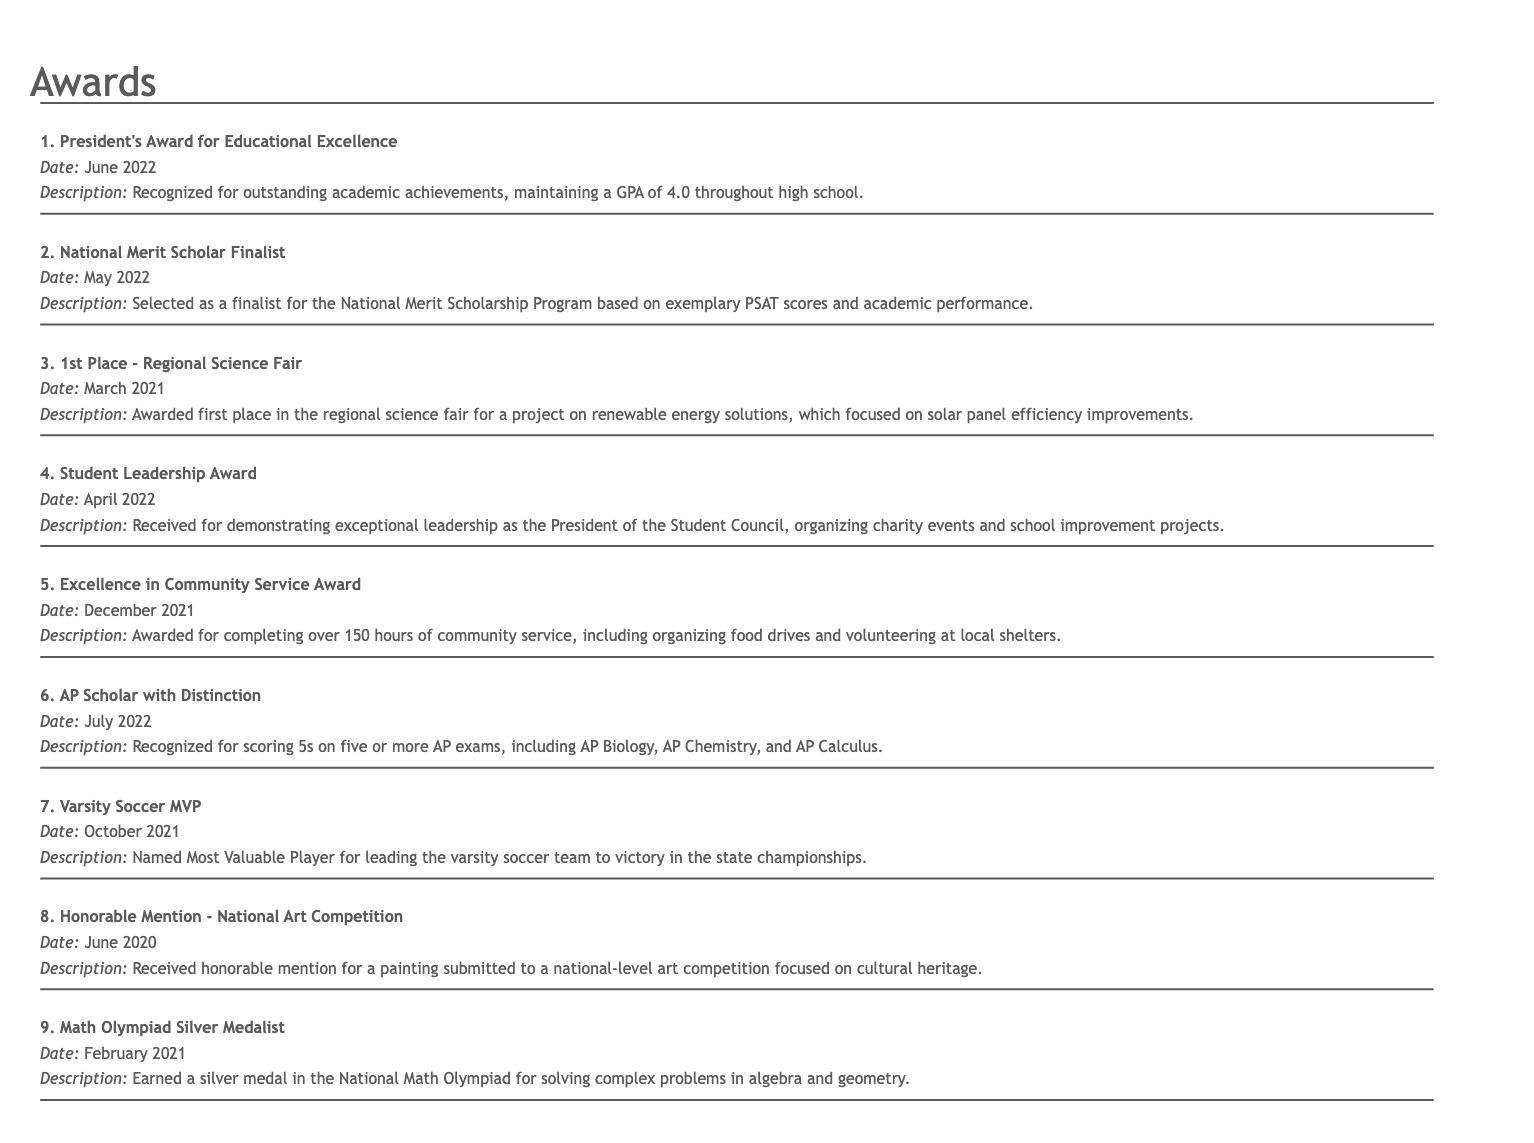 Awards
1. President's Award for Educational Excellence
Date: June 2022
Description: Recognized for outstanding academic achievements, maintaining a GPA of 4.0 throughout high school.
2. National Merit Scholar Finalist
Date: May 2022
Description: Selected as a finalist for the National Merit Scholarship Program based on exemplary PSAT scores and academic performance.
3. 1st Place - Regional Science Fair
Date: March 2021
Description: Awarded first place in the regional science fair for a project on renewable energy solutions, which focused on solar panel efficiency improvements.
4. Student Leadership Award
Date: April 2022
Description: Received for demonstrating exceptional leadership as the President of the Student Council, organizing charity events and school improvement projects.
5. Excellence in Community Service Award
Date: December 2021
Description: Awarded for completing over 150 hours of community service, including organizing food drives and volunteering at local shelters.
6. AP Scholar with Distinction
Date: July 2022
Description: Recognized for scoring 5s on five or more AP exams, including AP Biology, AP Chemistry, and AP Calculus.
7. Varsity Soccer MVP
Date: October 2021
Description: Named Most Valuable Player for leading the varsity soccer team to victory in the state championships.
8. Honorable Mention - National Art Competition
Date: June 2020
Description: Received honorable mention for a painting submitted to a national-level art competition focused on cultural heritage.
9. Math Olympiad Silver Medalist
Date: February 2021
Description: Earned a silver medal in the National Math Olympiad for solving complex problems in algebra and geometry.